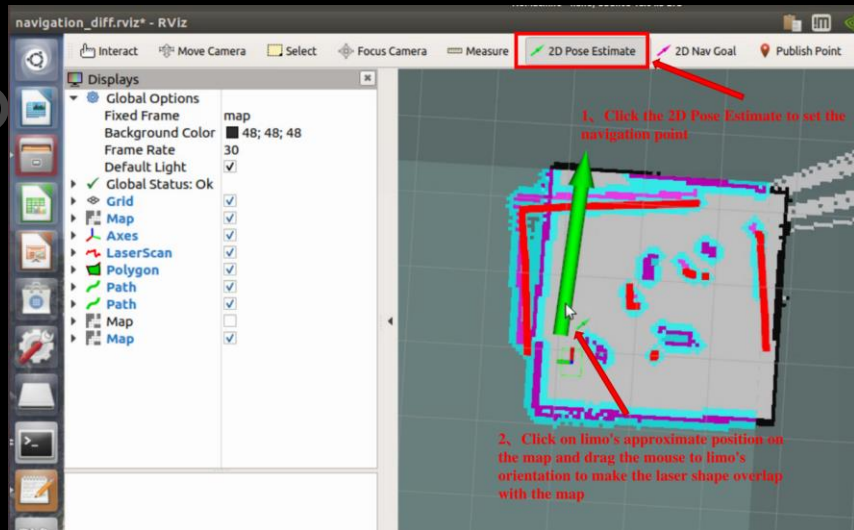 navigation_diff.rviz* - RViz
Interact Move Camera Select Focus Camera Measure 2D Pose Estimate 2D Nav Goal Publish Point
Displays
Global Options
Fixed Frame map
Background Color 48; 48; 48
Frame Rate 30
Default Light
Global Status: Ok
Grid
Map
Axes
LaserScan
Polygon
Path
Path
Map
Map
1、Click the 2D Pose Estimate to set the
navigation point
2、Click on limo's approximate position on
the map and drag the mouse to limo's
orientation to make the laser shape overlap
with the map